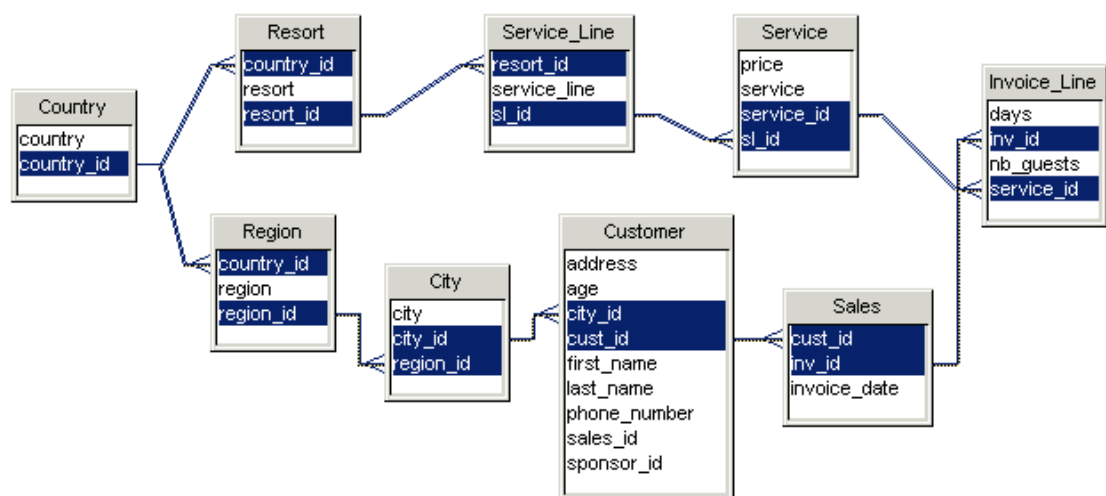 Country
country
country_id
Resort
country_id
resort
resort_id
Service_Line
resort_id
service_line
sl_id
Service
price
service
service_id
sl_id
Invoice_Line
days
inv_id
nb_guests
service_id
Region
country_id
region
region_id
City
city
city_id
region_id
Customer
address
age
city_id
cust_id
first_name
last_name
phone_number
sales_id
sponsor_id
Sales
cust_id
inv_id
invoice_date